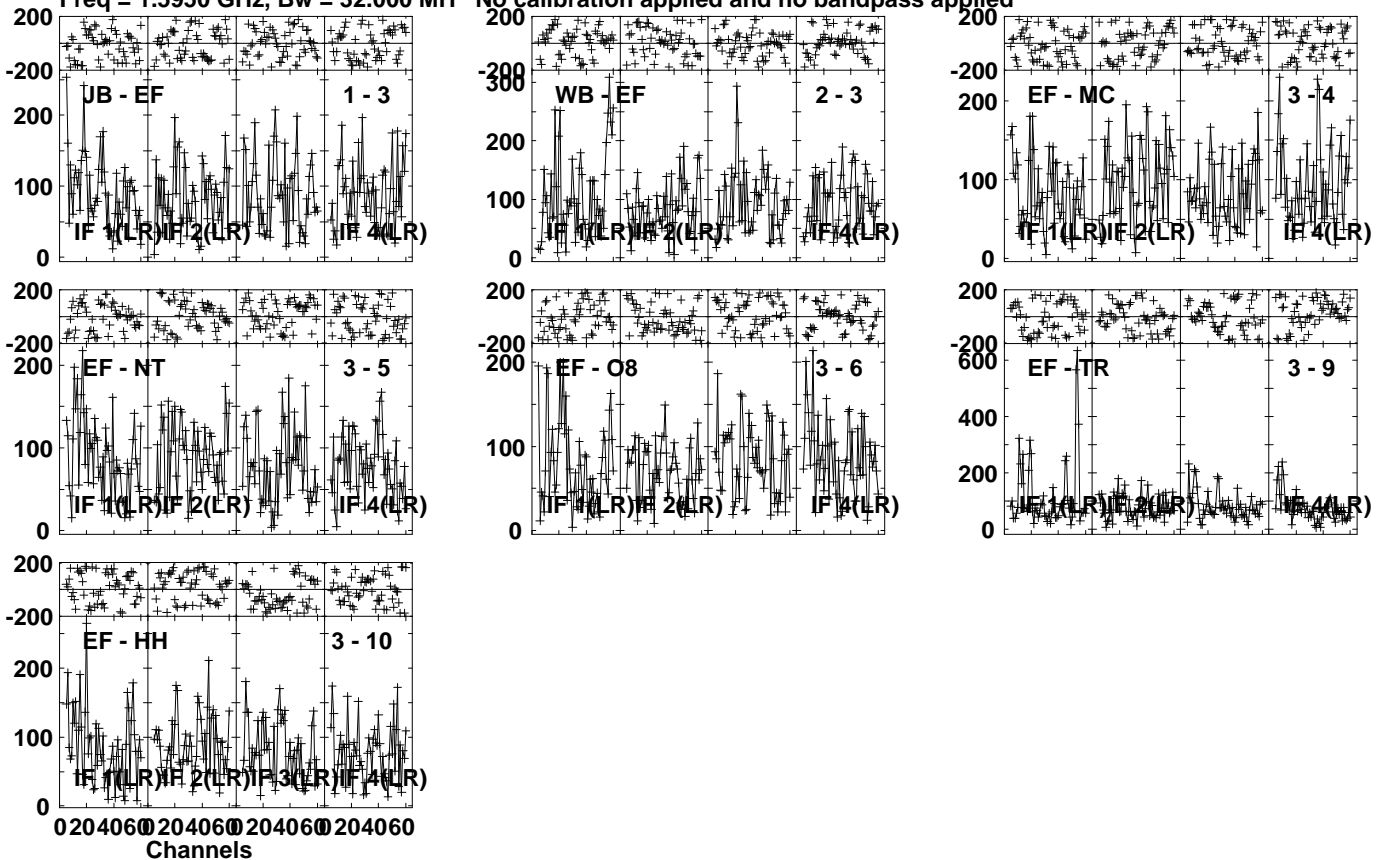 Freq = 1.5950 GHz, Bw = 32.000 MH No calibration applied and no bandpass applied
200
-200
JB - EF 1 - 3
200
100
0
IF 1(LR) IF 2(LR) IF 4(LR)
200
-200
WB - EF 2 - 3
300
200
100
0
IF 1(LR) IF 2(LR) IF 4(LR)
200
-200
EF - MC 3 - 4
200
100
0
IF 1(LR) IF 2(LR) IF 4(LR)
200
-200
EF - NT 3 - 5
200
100
0
IF 1(LR) IF 2(LR) IF 4(LR)
200
-200
EF - O8 3 - 6
200
100
0
IF 1(LR) IF 2(LR) IF 4(LR)
200
-200
EF - TR 3 - 9
600
400
200
0
IF 1(LR) IF 2(LR) IF 4(LR)
200
-200
EF - HH 3 - 10
200
100
0
IF 1(LR) IF 2(LR) IF 3(LR) IF 4(LR)
0 20 40 60 0 20 40 60 0 20 40 60 0 20 40 60
Channels